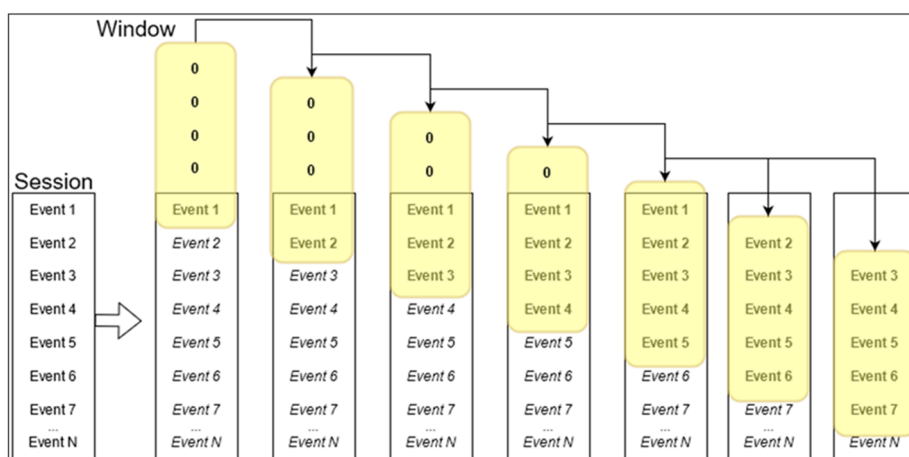 Window
Session
Event 1
Event 2
Event 3
Event 4
Event 5
Event 6
Event 7
...
Event N
0
0
0
0
Event 1
Event 2
Event 3
Event 4
Event 5
Event 6
Event 7
...
Event N
0
0
0
Event 1
Event 2
Event 3
Event 4
Event 5
Event 6
Event 7
...
Event N
0
0
Event 1
Event 2
Event 3
Event 4
Event 5
Event 6
Event 7
...
Event N
0
Event 1
Event 2
Event 3
Event 4
Event 5
Event 6
Event 7
...
Event N
Event 1
Event 2
Event 3
Event 4
Event 5
Event 6
Event 7
...
Event N
Event 2
Event 3
Event 4
Event 5
Event 6
Event 7
...
Event N
Event 3
Event 4
Event 5
Event 6
Event 7
Event N